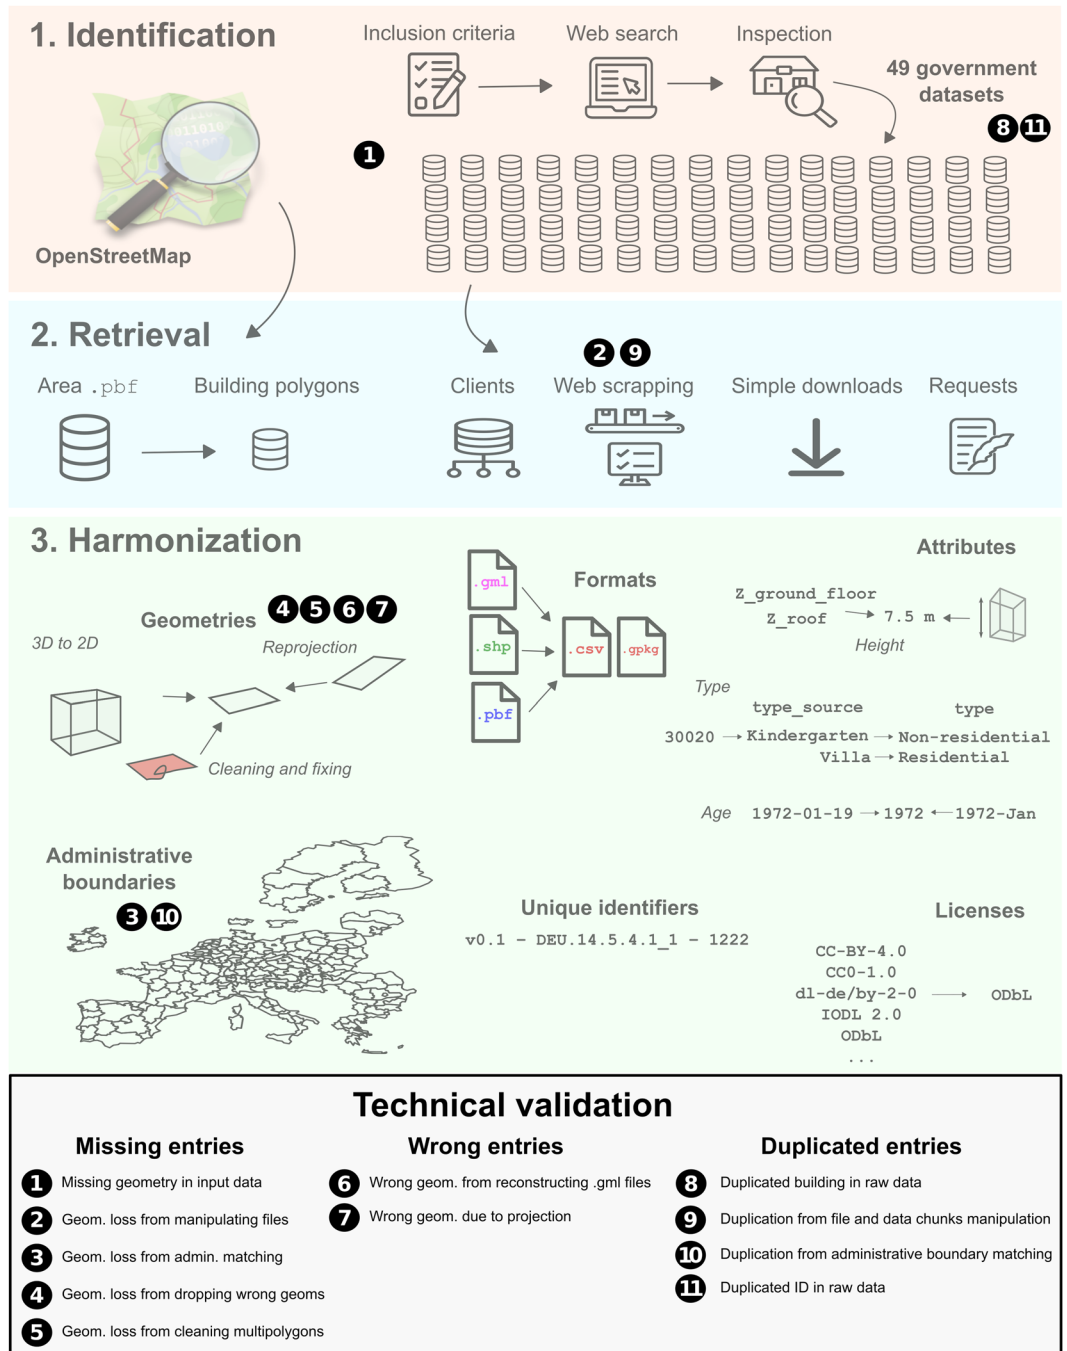 1. Identification
Inclusion criteria
Web search
Inspection
49 government
datasets
8 11
1
011010
OpenStreetMap
2. Retrieval
2 9
Area .pbf
Building polygons
Clients
Web scrapping
Simple downloads
Requests
3. Harmonization
Geometries
4 5 6 7
3D to 2D
Reprojection
Cleaning and fixing
Formats
.gml
.shp
.pbf
.csv
.gpkg
Attributes
Z_ground_floor
Z_roof
7.5 m
Height
Type
type_source
type
30020
Kindergarten
Non-residential
Villa
Residential
Age
1972-01-19
1972
1972-Jan
Administrative
boundaries
3 10
Unique identifiers
v0.1 – DEU.14.5.4.1_1 – 1222
Licenses
CC-BY-4.0
CC0-1.0
dl-de/by-2-0
ODbL
IODL 2.0
ODbL
...
Technical validation
Missing entries
1 Missing geometry in input data
2 Geom. loss from manipulating files
3 Geom. loss from admin. matching
4 Geom. loss from dropping wrong geoms
5 Geom. loss from cleaning multipolygons
Wrong entries
6 Wrong geom. from reconstructing .gml files
7 Wrong geom. due to projection
Duplicated entries
8 Duplicated building in raw data
9 Duplication from file and data chunks manipulation
10 Duplication from administrative boundary matching
11 Duplicated ID in raw data